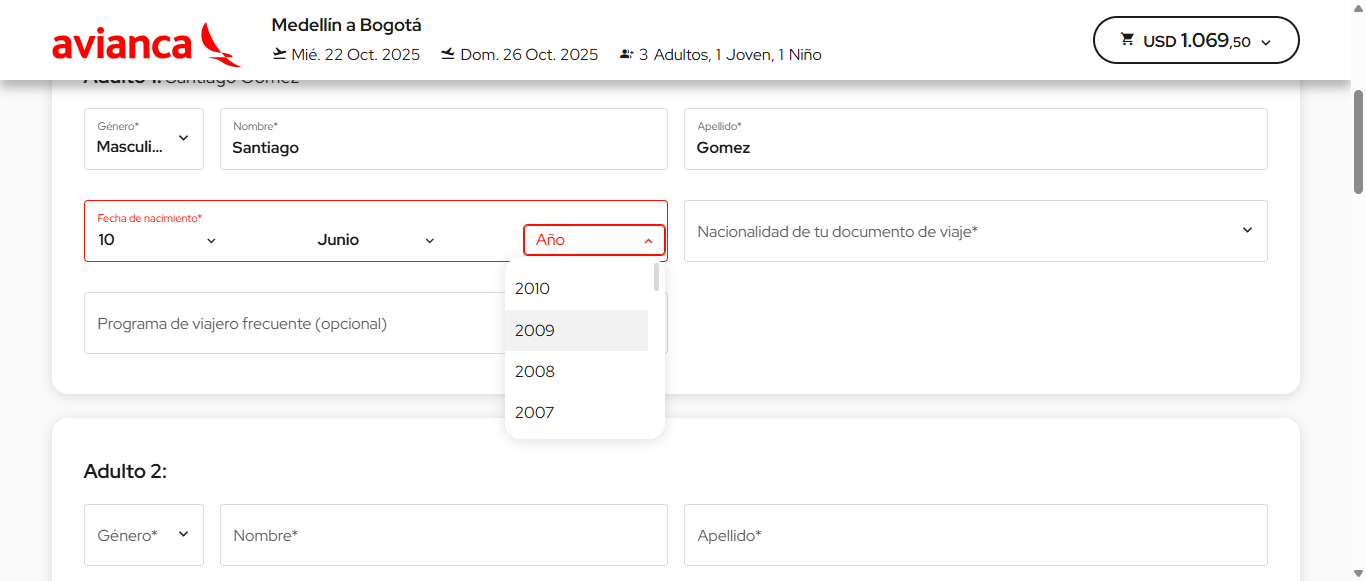 avianca
Medellín a Bogotá
Mié. 22 Oct. 2025 Dom. 26 Oct. 2025 3 Adultos, 1 Joven, 1 Niño
USD 1.069,50
Adulto 1: Santiago Gomez
Género*
Masculi...
Nombre*
Santiago
Apellido*
Gomez
Fecha de nacimiento*
10 Junio Año
Nacionalidad de tu documento de viaje*
2010
2009
2008
2007
Programa de viajero frecuente (opcional)
Adulto 2:
Género* Nombre* Apellido*